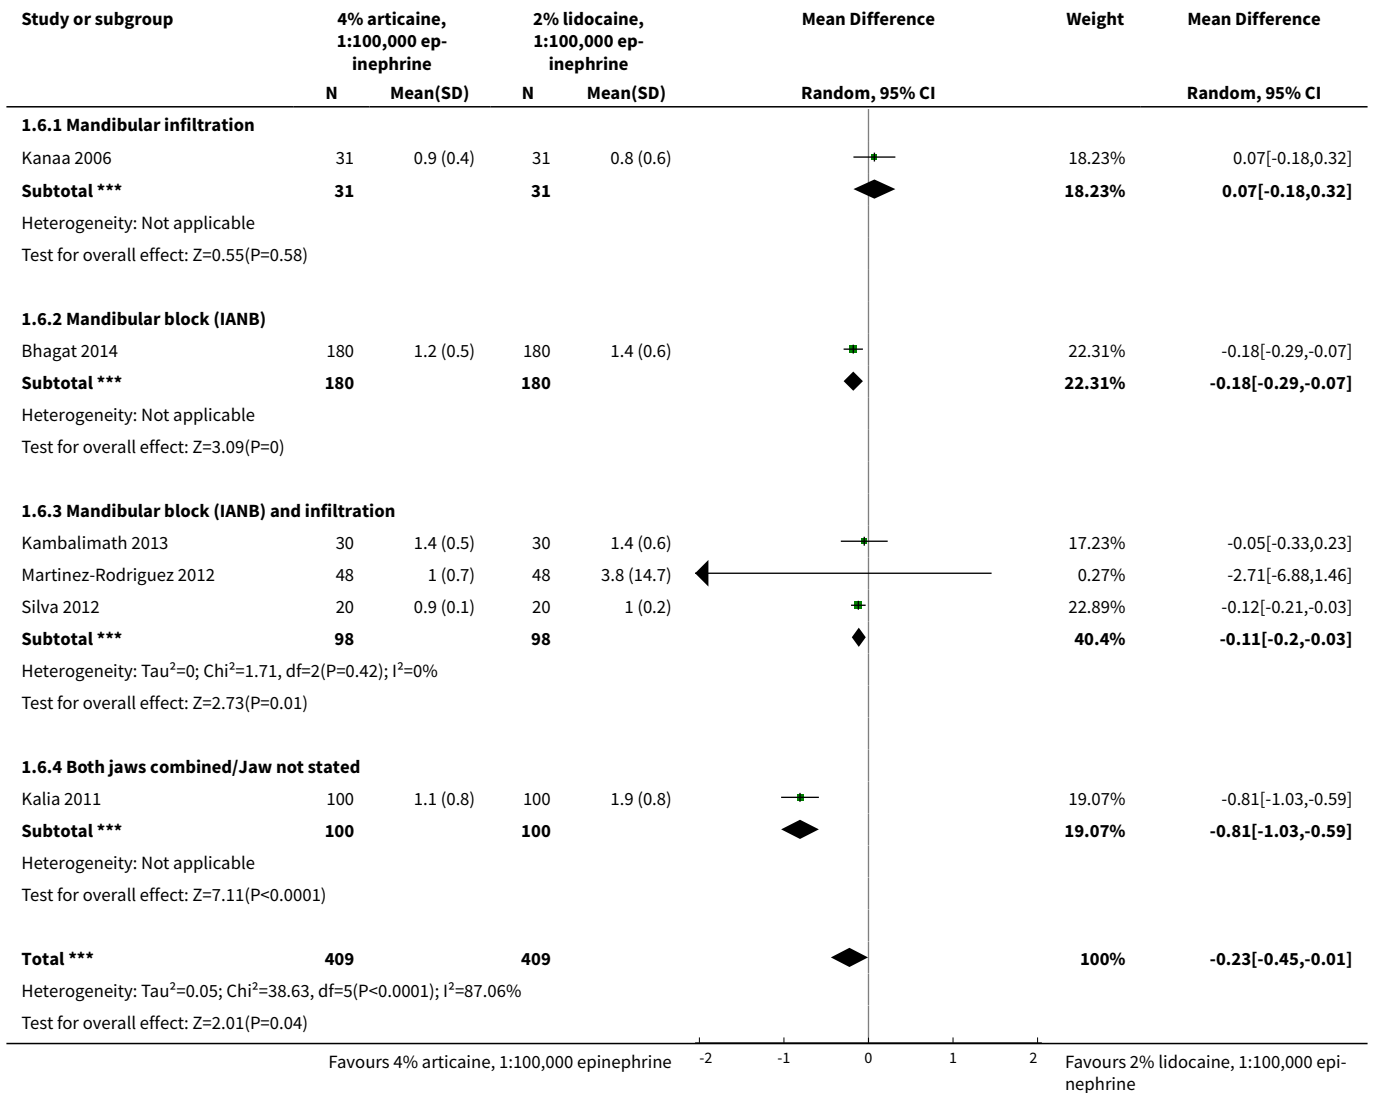 Study or subgroup 4% articaine, 1:100,000 ep- inephrine 2% lidocaine, 1:100,000 ep- inephrine Mean Difference Weight Mean Difference
N Mean(SD) N Mean(SD) Random, 95% CI Random, 95% CI
1.6.1 Mandibular infiltration
Kanaa 2006 31 0.9 (0.4) 31 0.8 (0.6) 18.23% 0.07[-0.18,0.32]
Subtotal *** 31 31 18.23% 0.07[-0.18,0.32]
Heterogeneity: Not applicable
Test for overall effect: Z=0.55(P=0.58)
1.6.2 Mandibular block (IANB)
Bhagat 2014 180 1.2 (0.5) 180 1.4 (0.6) 22.31% -0.18[-0.29,-0.07]
Subtotal *** 180 180 22.31% -0.18[-0.29,-0.07]
Heterogeneity: Not applicable
Test for overall effect: Z=3.09(P=0)
1.6.3 Mandibular block (IANB) and infiltration
Kambalimath 2013 30 1.4 (0.5) 30 1.4 (0.6) 17.23% -0.05[-0.33,0.23]
Martinez-Rodriguez 2012 48 1 (0.7) 48 3.8 (14.7) 0.27% -2.71[-6.88,1.46]
Silva 2012 20 0.9 (0.1) 20 1 (0.2) 22.89% -0.12[-0.21,-0.03]
Subtotal *** 98 98 40.4% -0.11[-0.2,-0.03]
Heterogeneity: Tau²=0; Chi²=1.71, df=2(P=0.42); I²=0%
Test for overall effect: Z=2.73(P=0.01)
1.6.4 Both jaws combined/Jaw not stated
Kalia 2011 100 1.1 (0.8) 100 1.9 (0.8) 19.07% -0.81[-1.03,-0.59]
Subtotal *** 100 100 19.07% -0.81[-1.03,-0.59]
Heterogeneity: Not applicable
Test for overall effect: Z=7.11(P<0.0001)
Total *** 409 409 100% -0.23[-0.45,-0.01]
Heterogeneity: Tau²=0.05; Chi²=38.63, df=5(P<0.0001); I²=87.06%
Test for overall effect: Z=2.01(P=0.04)
Favours 4% articaine, 1:100,000 epinephrine -2 -1 0 1 2 Favours 2% lidocaine, 1:100,000 epi-
nephrine